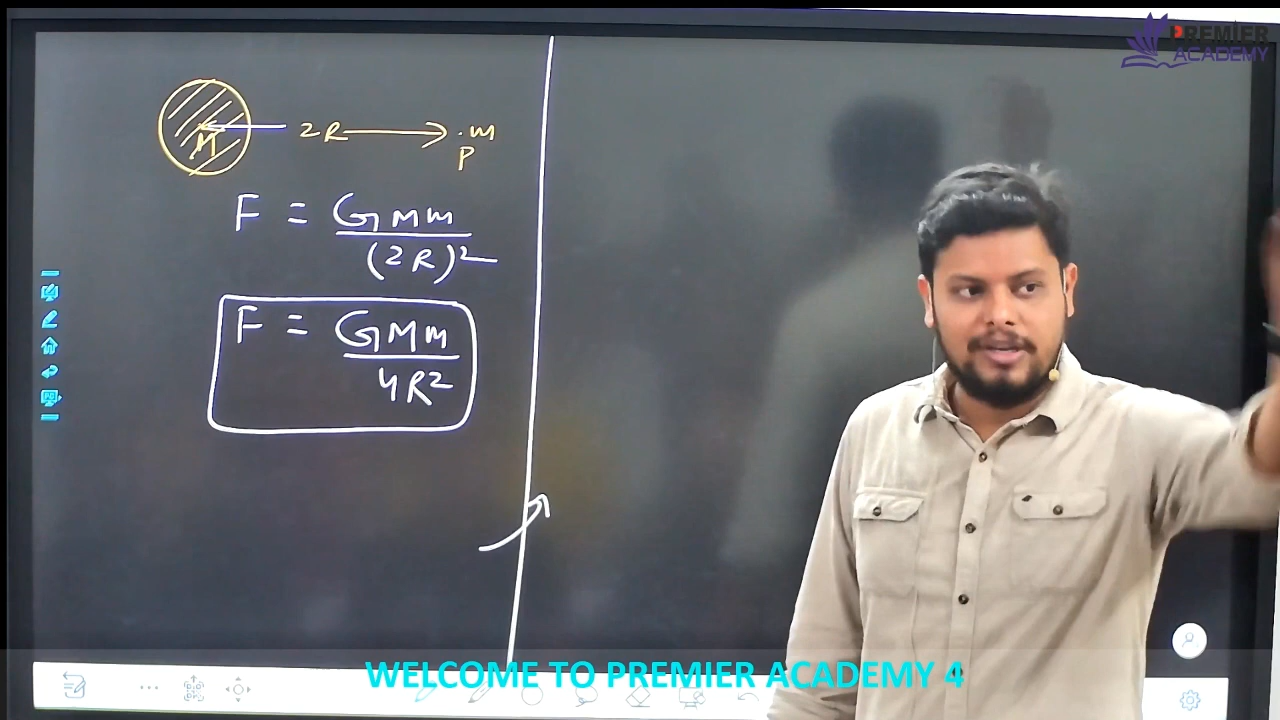 PREMIER
ACADEMY
M 2R .m
P
F = GMm
(2R)²
F = GMm
4R²
WELCOME TO PREMIER ACADEMY 4